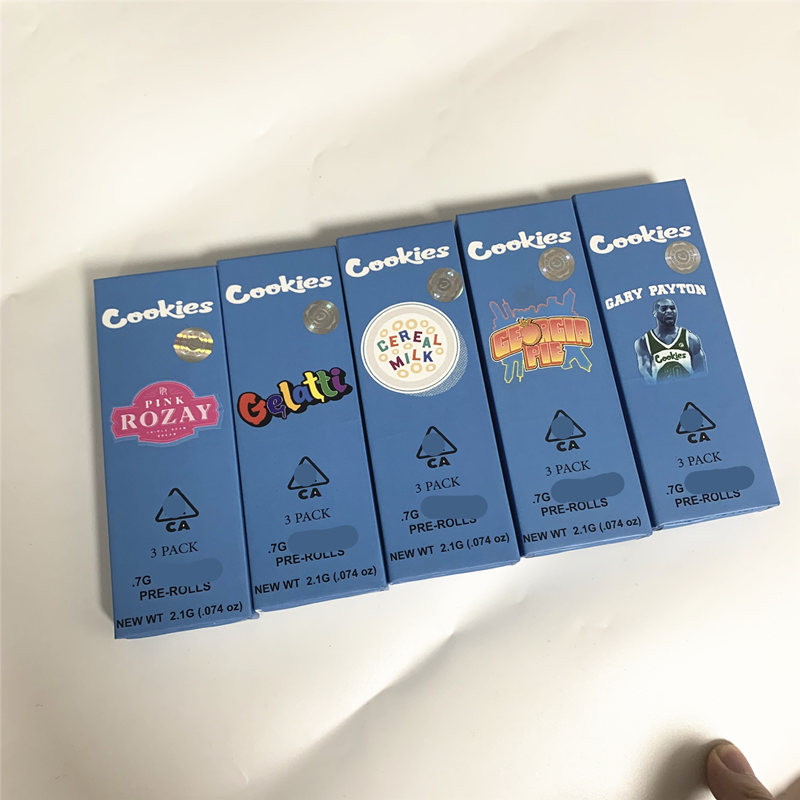 Cookies
PINK
ROZAY
CA
3 PACK
.7G
PRE-ROLLS
NEW WT 2.1G (.074 oz)
Cookies
Gelatti
CA
3 PACK
.7G
PRE-ROLLS
NEW WT 2.1G (.074 oz)
Cookies
CEREAL
MILK
CA
3 PACK
.7G
PRE-ROLLS
NEW WT 2.1G (.074 oz)
Cookies
GEORGIA
PIE
CA
3 PACK
.7G
PRE-ROLLS
NEW WT 2.1G (.074 oz)
Cookies
GARY PAYTON
Cookies
CA
3 PACK
.7G
PRE-ROLLS